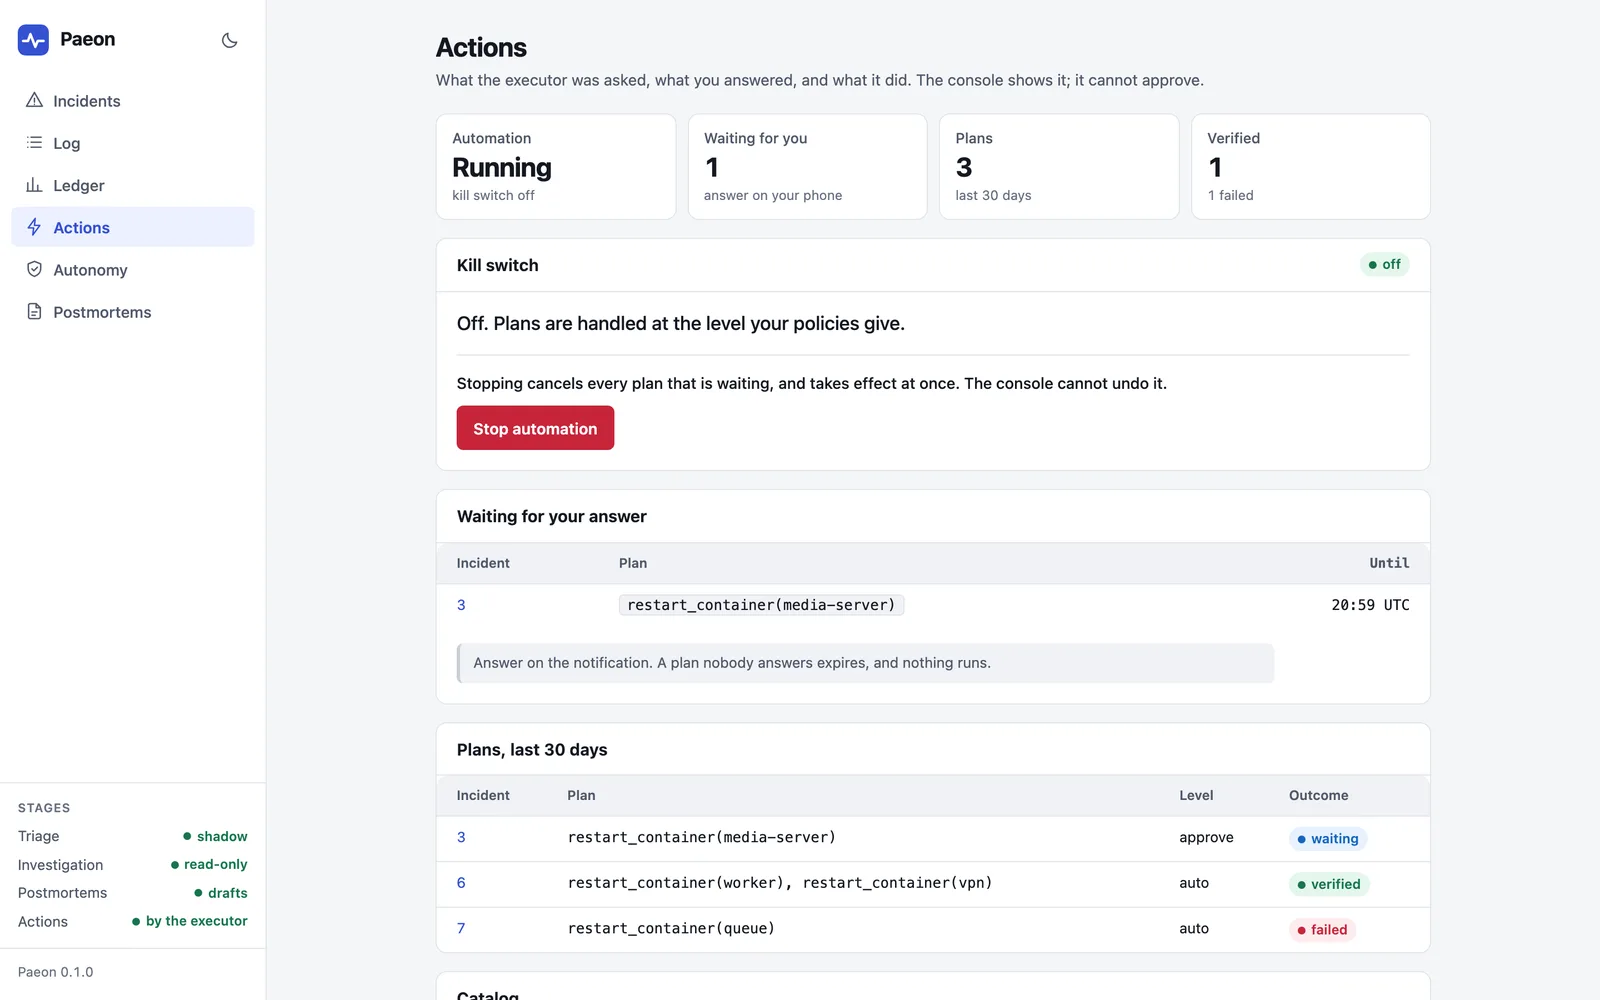 Paeon
Incidents
Log
Ledger
Actions
Autonomy
Postmortems
STAGES
Triage shadow
Investigation read-only
Postmortems drafts
Actions by the executor
Paeon 0.1.0
Actions
What the executor was asked, what you answered, and what it did. The console shows it; it cannot approve.
Automation
Running
kill switch off
Waiting for you
1
answer on your phone
Plans
3
last 30 days
Verified
1
1 failed
Kill switch off
Off. Plans are handled at the level your policies give.
Stopping cancels every plan that is waiting, and takes effect at once. The console cannot undo it.
Stop automation
Waiting for your answer
Incident Plan Until
3 restart_container(media-server) 20:59 UTC
Answer on the notification. A plan nobody answers expires, and nothing runs.
Plans, last 30 days
Incident Plan Level Outcome
3 restart_container(media-server) approve waiting
6 restart_container(worker), restart_container(vpn) auto verified
7 restart_container(queue) auto failed
Catalog